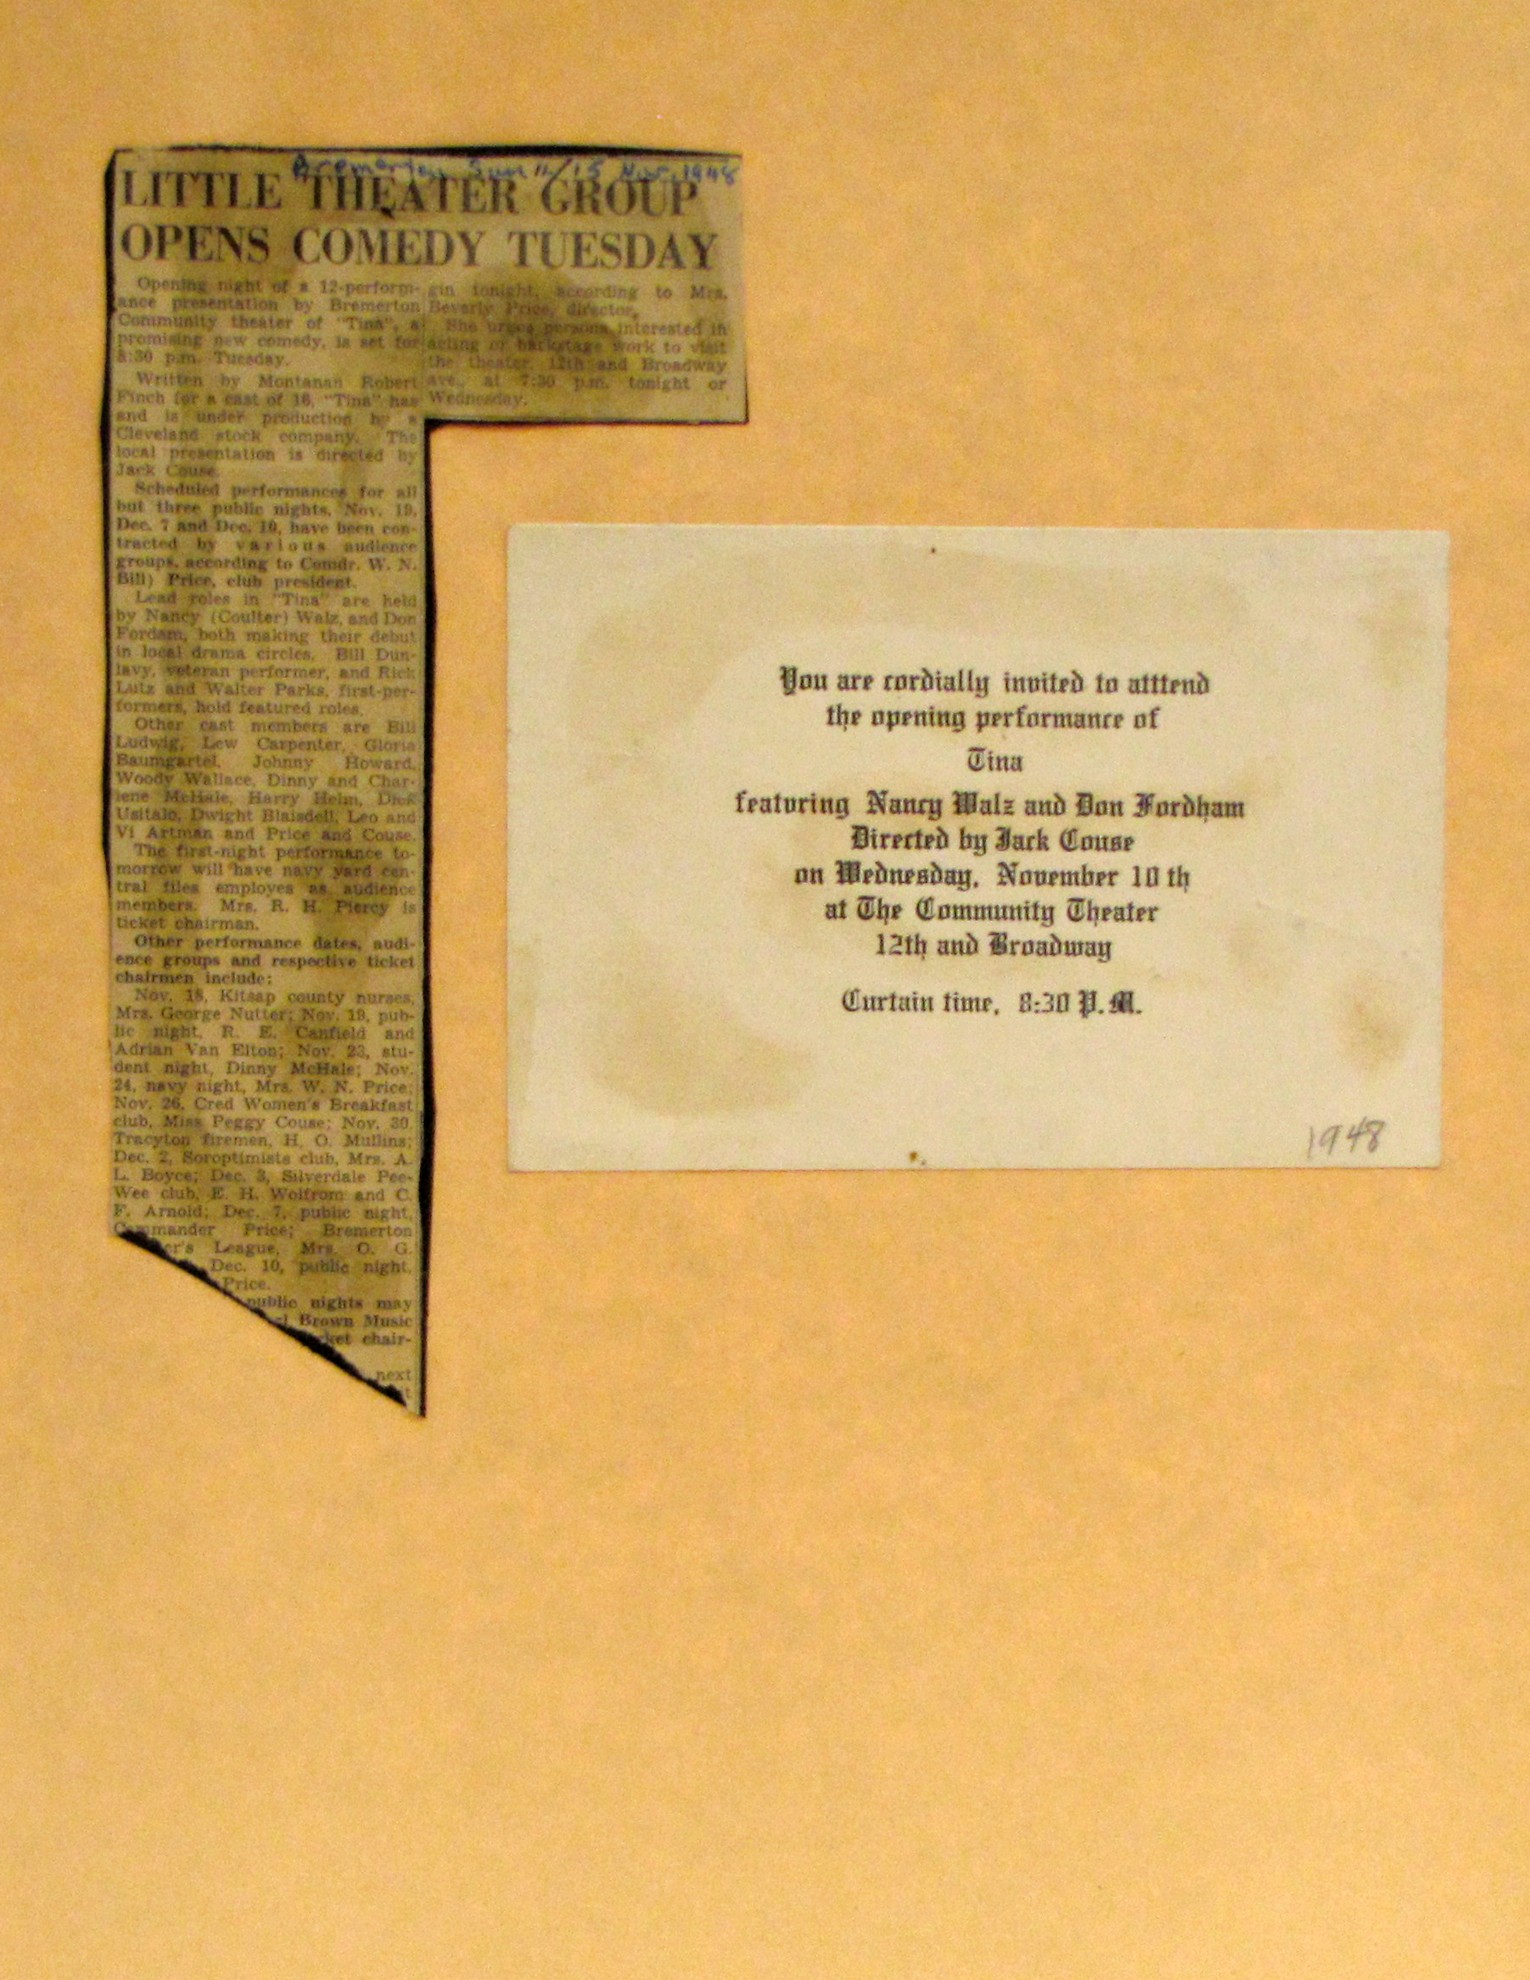 Bremerton Sun 11/15 Nov. 1948
LITTLE THEATER GROUP
OPENS COMEDY TUESDAY
Opening night of a 12-perform-
ance presentation by Bremerton
Community theater of "Tina", a
promising new comedy, is set for
8:30 p.m. Tuesday.
Written by Montanan Robert
Finch for a cast of 16, "Tina" has
and is under production by a
Cleveland stock company. The
local presentation is directed by
Jack Couse.
Scheduled performances for all
but three public nights, Nov. 19,
Dec. 7 and Dec. 10, have been con-
tracted by various audience
groups, according to Comdr. W. N.
Bill) Price, club president.
Lead roles in "Tina" are held
by Nancy (Coulter) Walz, and Don
Fordam, both making their debut
in local drama circles. Bill Dun-
lavy, veteran performer, and Rick
Lutz and Walter Parks, first-per-
formers, hold featured roles.
Other cast members are Bill
Ludwig, Lew Carpenter, Gloria
Baumgartel, Johnny Howard,
Woody Wallace, Dinny and Char-
lene McHale, Harry Helm, Dick
Usitalo, Dwight Blaisdell, Leo and
Vi Artman and Price and Couse.
The first-night performance to-
morrow will have navy yard cen-
tral files employes as audience
members. Mrs. R. H. Piercy is
ticket chairman.
Other performance dates, audi-
ence groups and respective ticket
chairmen include:
Nov. 18, Kitsap county nurses,
Mrs. George Nutter; Nov. 19, pub-
lic night, R. E. Canfield and
Adrian Van Elton; Nov. 23, stu-
dent night, Dinny McHale; Nov.
24, navy night, Mrs. W. N. Price;
Nov. 26, Cred Women's Breakfast
club, Miss Peggy Couse; Nov. 30
Tracyton firemen, H. O. Mullins;
Dec. 2, Soroptimists club, Mrs. A.
L. Boyce; Dec. 3, Silverdale Pee-
Wee club, E. H. Wolfrom and C.
F. Arnold; Dec. 7, public night,
Commander Price; Bremerton
er's League, Mrs. O. G.
Dec. 10, public night,
Price.
public nights may
Brown Music
ket chair-
next
gin tonight, according to Mrs.
Beverly Price, director.
She urges persons interested in
acting or backstage work to visit
the theater, 12th and Broadway
ave., at 7:30 p.m. tonight or
Wednesday.
You are cordially invited to atttend
the opening performance of
Tina
featuring Nancy Walz and Don Fordham
Directed by Jack Couse
on Wednesday, November 10 th
at The Community Theater
12th and Broadway
Curtain time, 8:30 P.M.
1948